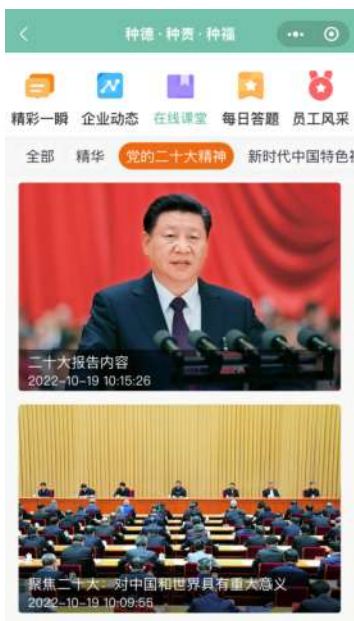 种德·种责·种福
精彩一瞬 企业动态 在线课堂 每日答题 员工风采
全部 精华 党的二十大精神 新时代中国特色
二十大报告内容
2022-10-19 10:15:26
聚焦二十大：对中国和世界具有重大意义
2022-10-19 10:09:55